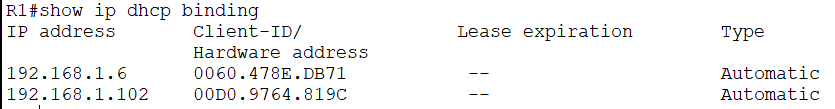 R1#show ip dhcp binding
IP address       Client-ID/              Lease expiration        Type
                 Hardware address
192.168.1.6      0060.478E.DB71           --                     Automatic
192.168.1.102    00D0.9764.819C           --                     Automatic